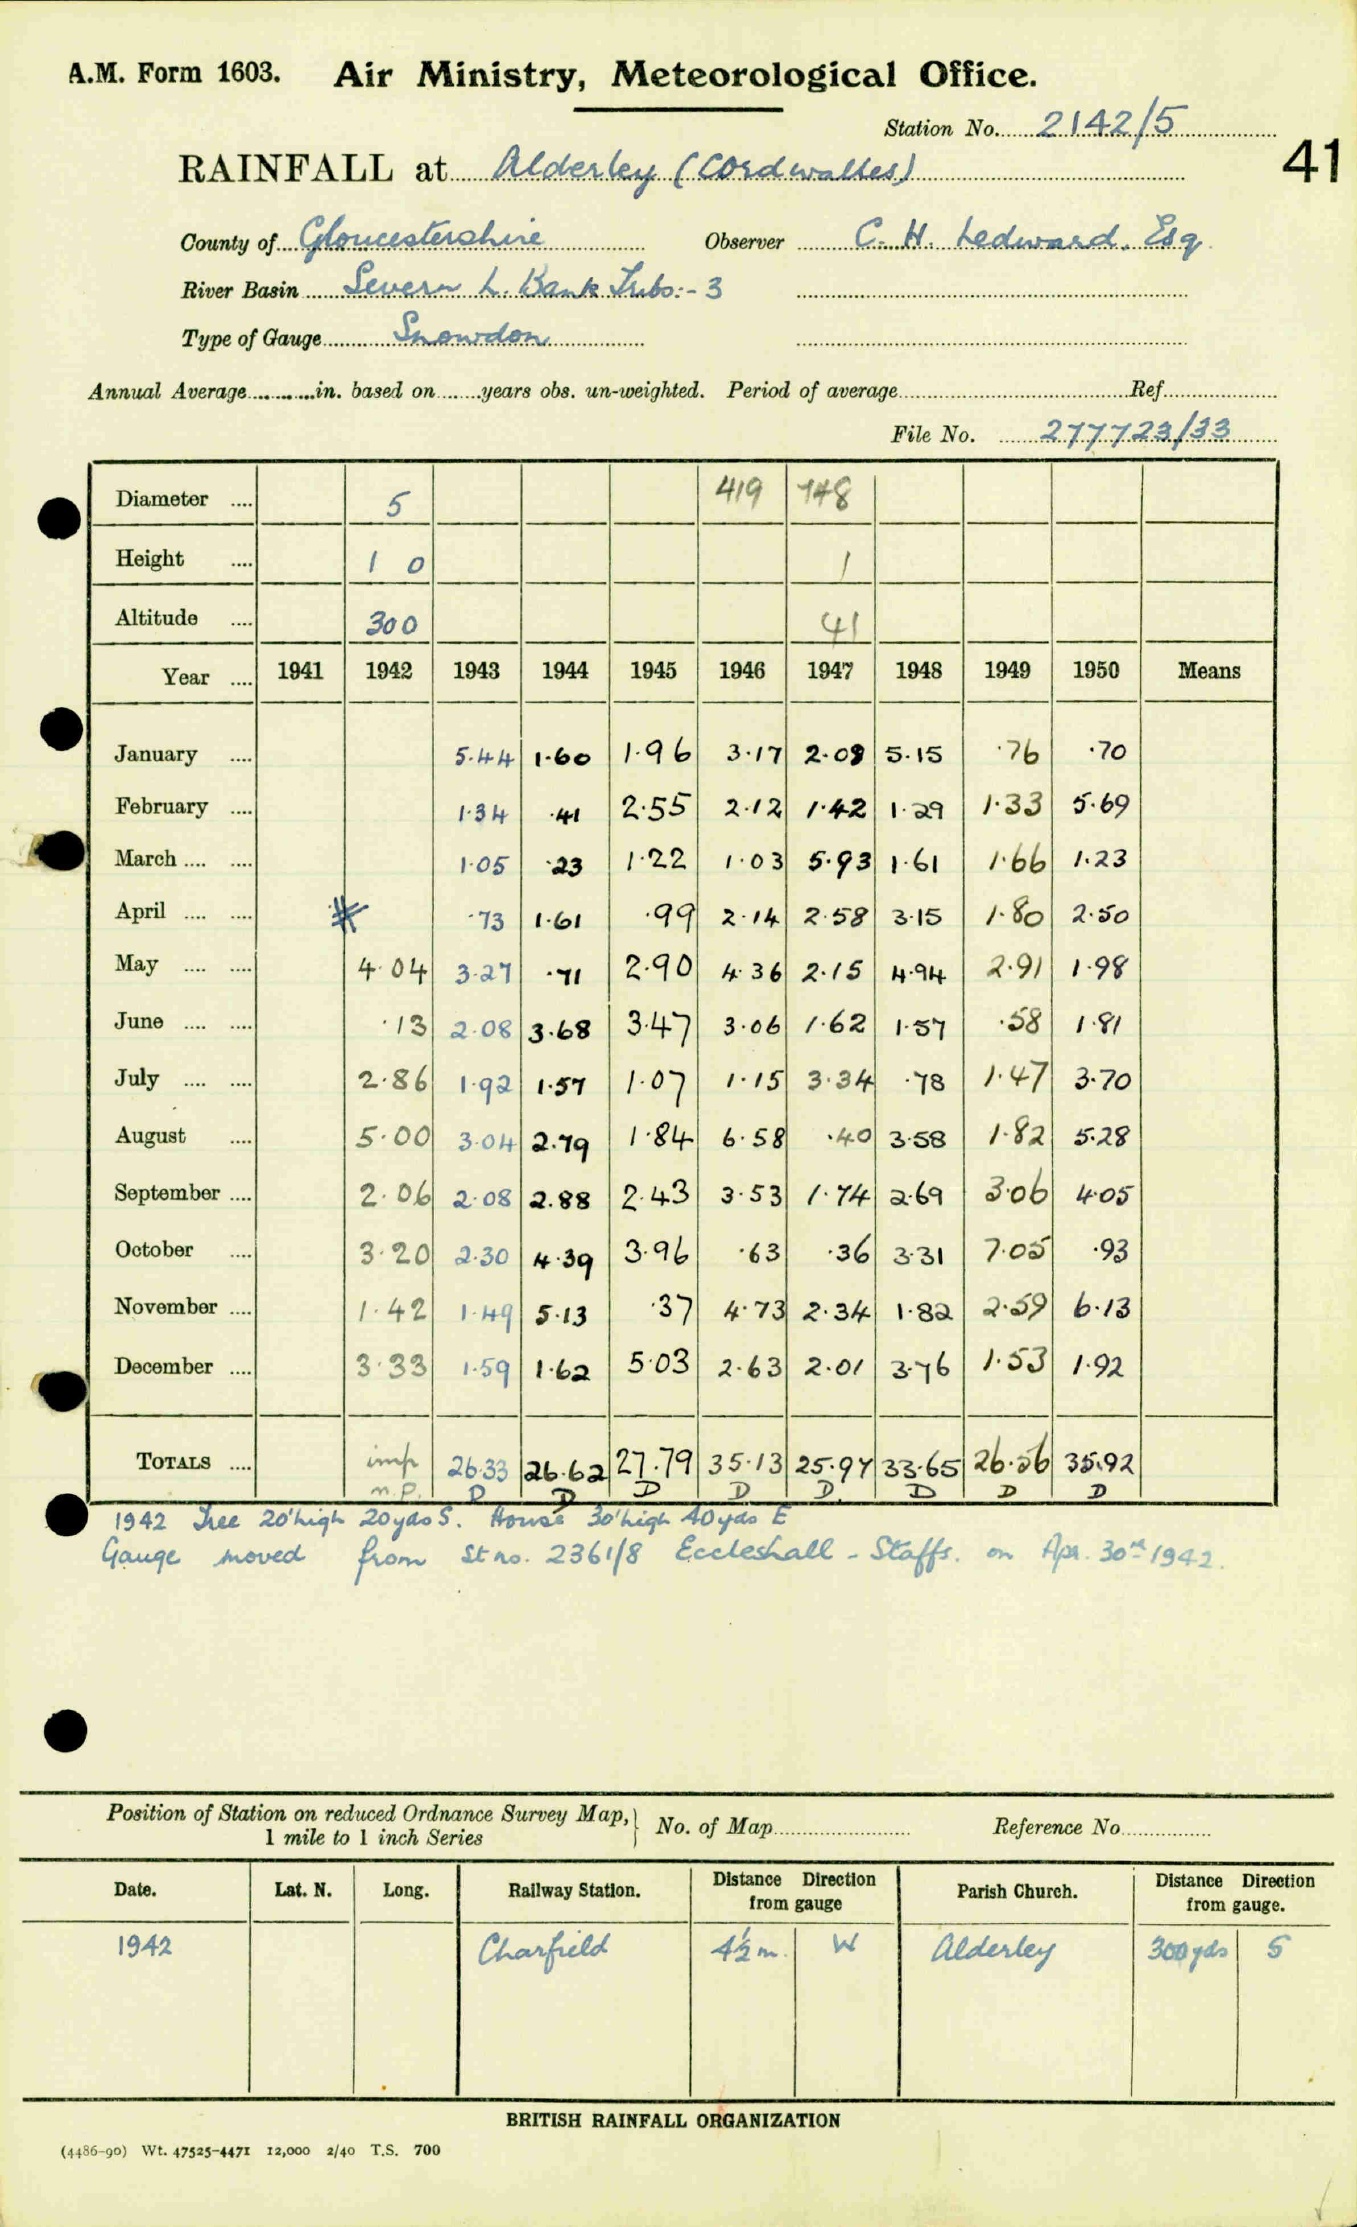 A.M. Form 1603. Air Ministry, Meteorological Office.
Station No. 2142/5
41
RAINFALL at Alderley (Cordwalles)
County of Gloucestershire Observer C. H. Ledward. Esq
River Basin Severn L. Bank Tribs:- 3
Type of Gauge Snowdon
Annual Average in. based on years obs. un-weighted. Period of average Ref.
File No. 277723/33
Diameter 5 419 748
Height 1 0 1
Altitude 300 41
Year 1941 1942 1943 1944 1945 1946 1947 1948 1949 1950 Means
January 5.44 1.60 1.96 3.17 2.08 5.15 .76 .70
February 1.34 .41 2.55 2.12 1.42 1.29 1.33 5.69
March 1.05 .23 1.22 1.03 5.93 1.61 1.66 1.23
April .73 1.61 .99 2.14 2.58 3.15 1.80 2.50
May 4.04 3.27 .71 2.90 4.36 2.15 4.94 2.91 1.98
June .13 2.08 3.68 3.47 3.06 1.62 1.57 .58 1.81
July 2.86 1.92 1.57 1.07 1.15 3.34 .78 1.47 3.70
August 5.00 3.04 2.79 1.84 6.58 .40 3.58 1.82 5.28
September 2.06 2.08 2.88 2.43 3.53 1.74 2.69 3.06 4.05
October 3.20 2.30 4.39 3.96 .63 .36 3.31 7.05 .93
November 1.42 1.49 5.13 .37 4.73 2.34 1.82 2.59 6.13
December 3.33 1.59 1.62 5.03 2.63 2.01 3.76 1.53 1.92
TOTALS imp 26.33 26.62 27.79 35.13 25.97 33.65 26.56 35.92
n.p. D D D D D. D D D
1942 Tree 20' high 20yds S. House 30' high 40yds E
Gauge moved from St no. 2361/8 Eccleshall - Staffs. on Apr. 30th 1942.
Position of Station on reduced Ordnance Survey Map, No. of Map Reference No.
1 mile to 1 inch Series
Date. Lat. N. Long. Railway Station. Distance Direction from gauge Parish Church. Distance Direction from gauge.
1942 Charfield 4½ m. W Alderley 300 yds S
BRITISH RAINFALL ORGANIZATION
(4486-90) Wt. 47525-4471 12,000 2/40 T.S. 700